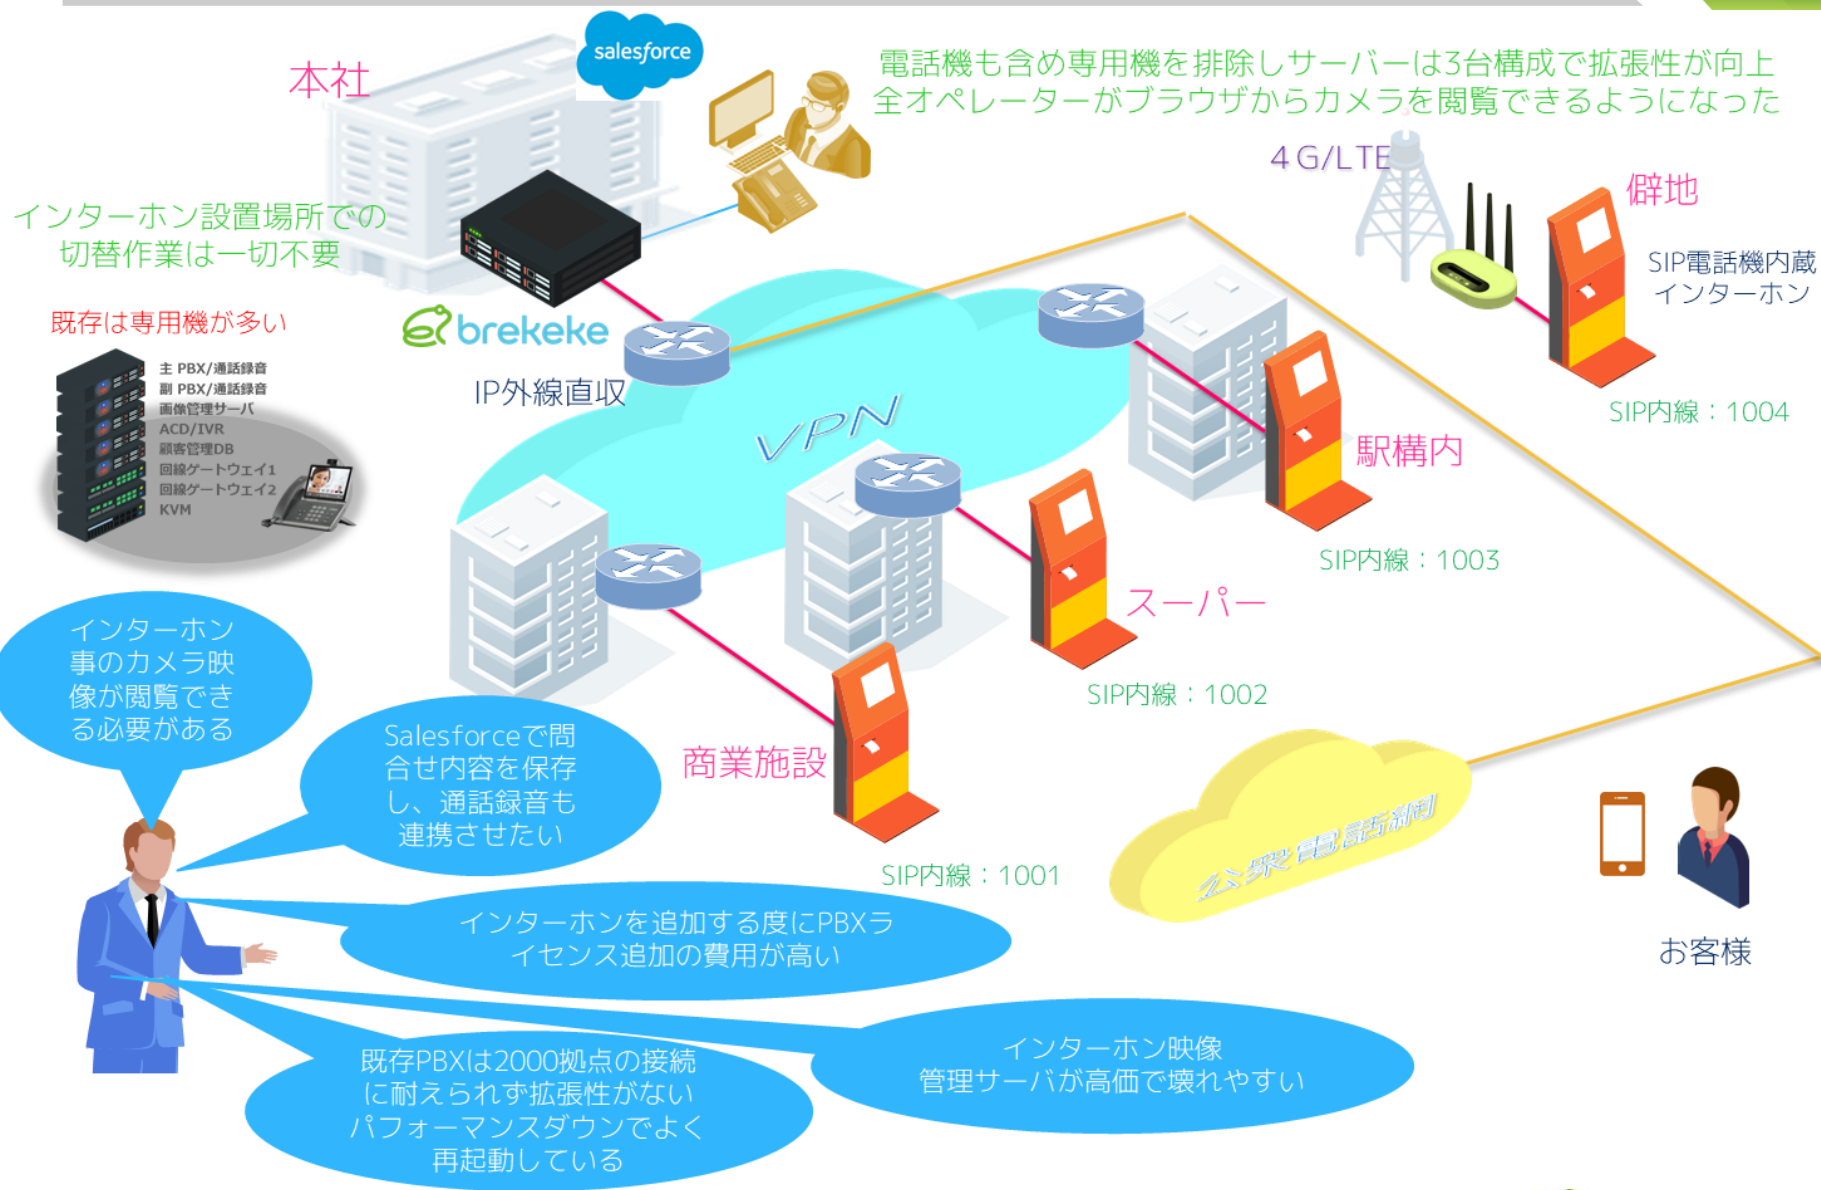 本社
salesforce
電話機も含め専用機を排除しサーバーは3台構成で拡張性が向上
全オペレーターがブラウザからカメラを閲覧できるようになった
４G/LTE
僻地
SIP電話機内蔵
インターホン
SIP内線：1004
インターホン設置場所での
切替作業は一切不要
既存は専用機が多い
主 PBX/通話録音
副 PBX/通話録音
画像管理サーバ
ACD/IVR
顧客管理DB
回線ゲートウェイ1
回線ゲートウェイ2
KVM
brekeke
IP外線直収
VPN
駅構内
SIP内線：1003
スーパー
SIP内線：1002
商業施設
SIP内線：1001
公衆電話網
お客様
インターホン
事のカメラ映
像が閲覧でき
る必要がある
Salesforceで問
合せ内容を保存
し、通話録音も
連携させたい
インターホンを追加する度にPBXラ
イセンス追加の費用が高い
インターホン映像
管理サーバが高価で壊れやすい
既存PBXは2000拠点の接続
に耐えられず拡張性がない
パフォーマンスダウンでよく
再起動している